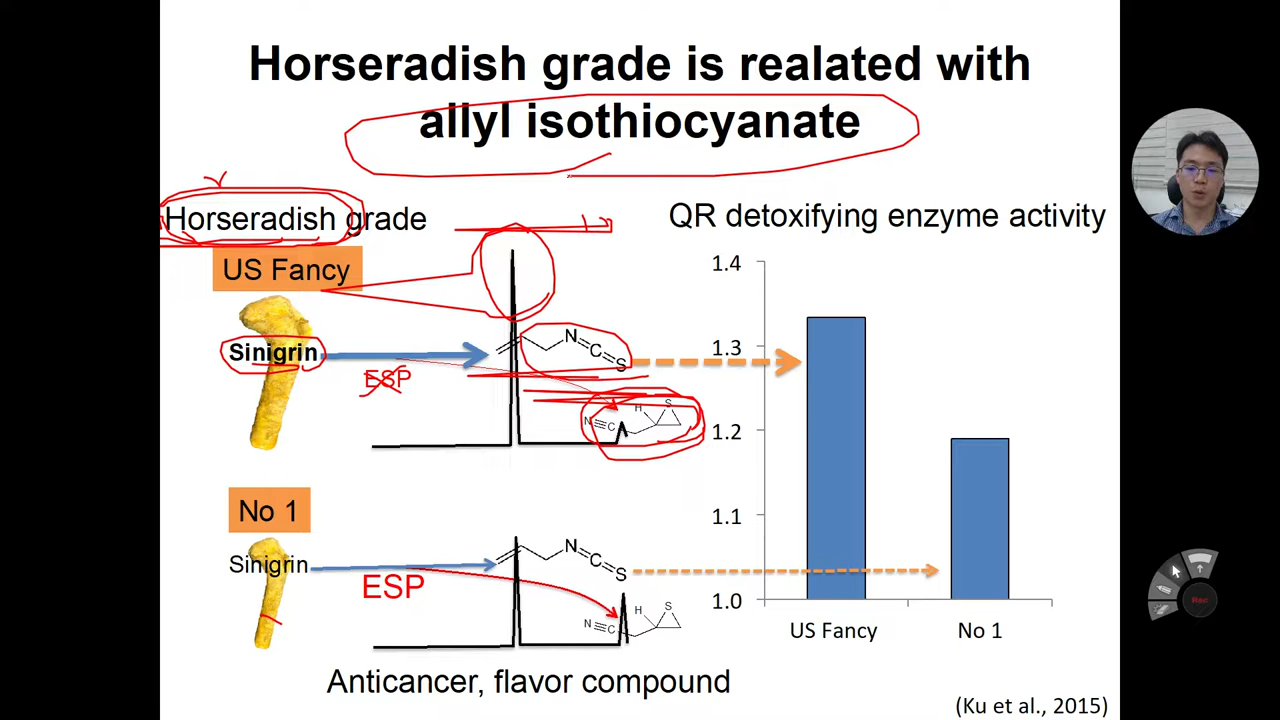 Horseradish grade is realated with
allyl isothiocyanate
Horseradish grade
US Fancy
Sinigrin
ESP
N
C
S
N
C
H
S
No 1
Sinigrin
ESP
N
C
S
N
C
H
S
Anticancer, flavor compound
QR detoxifying enzyme activity
1.4
1.3
1.2
1.1
1.0
US Fancy
No 1
(Ku et al., 2015)
Rec